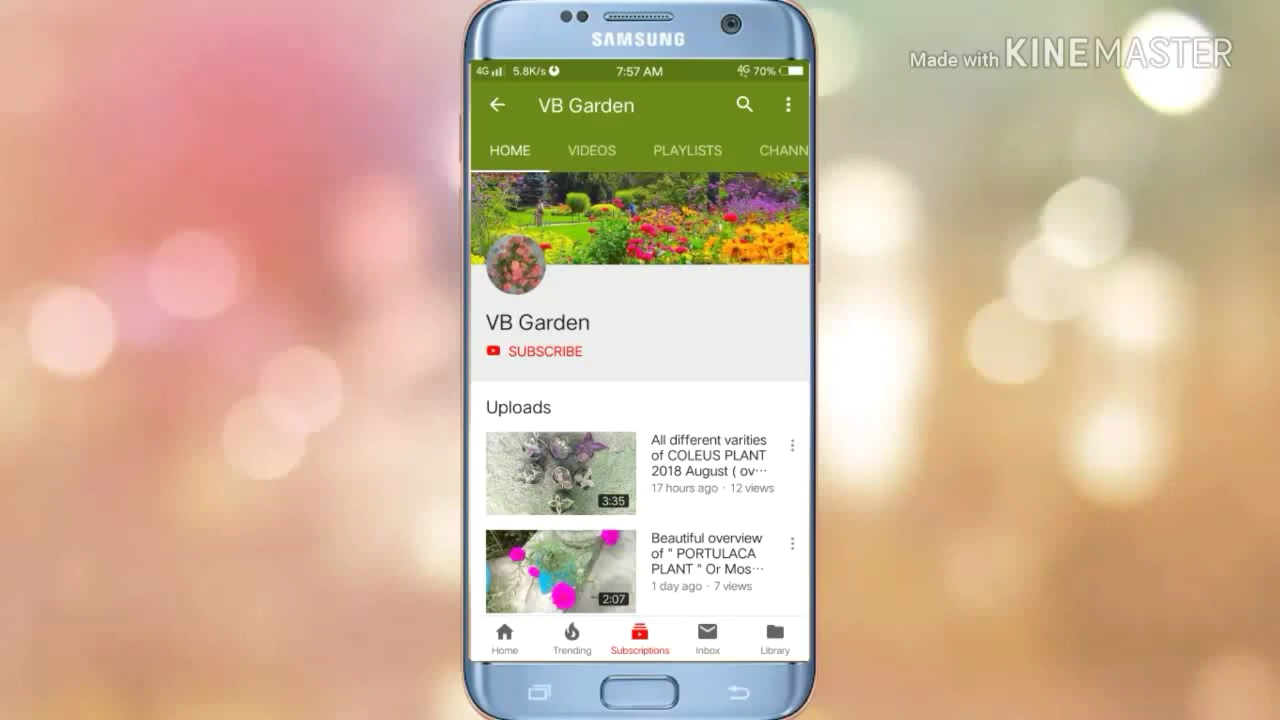 Made with KINEMASTER
SAMSUNG
4G 5.8K/s 7:57 AM 4G 70%
VB Garden
HOME VIDEOS PLAYLISTS CHANN
VB Garden
SUBSCRIBE
Uploads
All different varities
of COLEUS PLANT
2018 August ( ov···
17 hours ago · 12 views
3:35
Beautiful overview
of " PORTULACA
PLANT " Or Mos···
1 day ago · 7 views
2:07
Home Trending Subscriptions Inbox Library